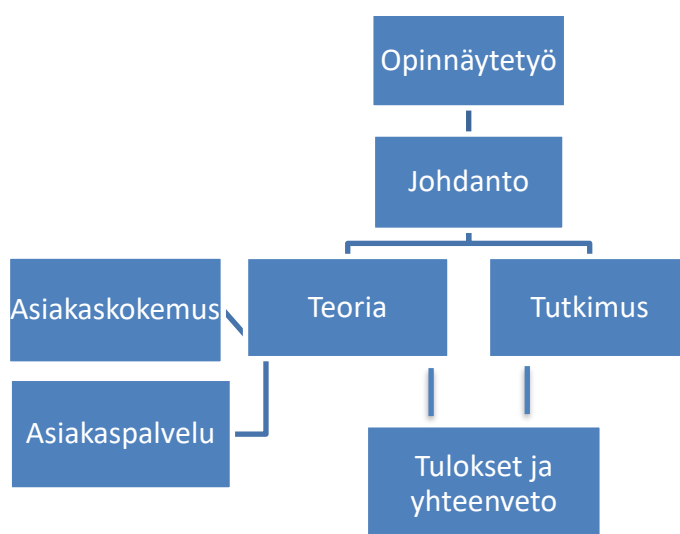 Opinnäytetyö
Johdanto
Asiakaskokemus
Teoria
Tutkimus
Asiakaspalvelu
Tulokset ja
yhteenveto